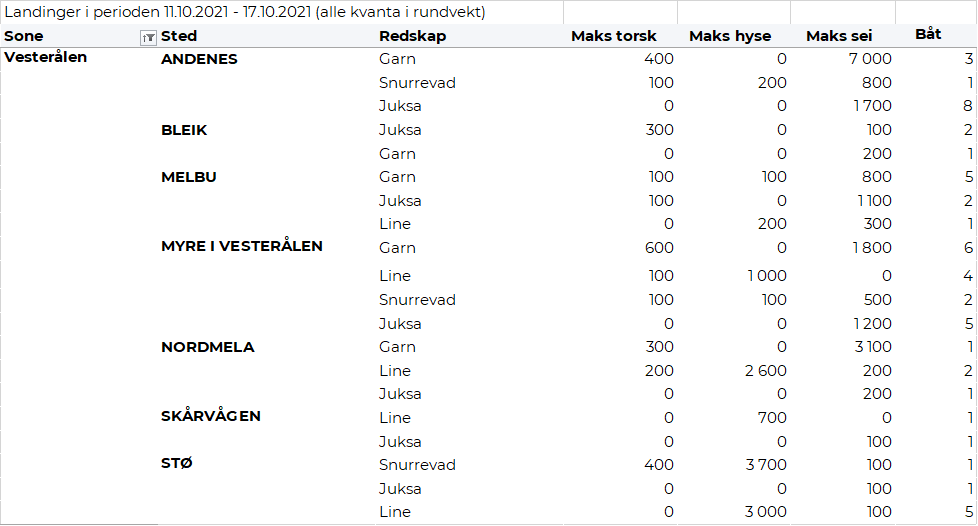 Landinger i perioden 11.10.2021 - 17.10.2021 (alle kvanta i rundvekt)
Sone Sted Redskap Maks torsk Maks hyse Maks sei Båt
Vesterålen ANDENES Garn 400 0 7 000 3
Snurrevad 100 200 800 1
Juksa 0 0 1 700 8
BLEIK Juksa 300 0 100 2
Garn 0 0 200 1
MELBU Garn 100 100 800 5
Juksa 100 0 1 100 2
Line 0 200 300 1
MYRE I VESTERÅLEN Garn 600 0 1 800 6
Line 100 1 000 0 4
Snurrevad 100 100 500 2
Juksa 0 0 1 200 5
NORDMELA Garn 300 0 3 100 1
Line 200 2 600 200 2
Juksa 0 0 200 1
SKÅRVÅGEN Line 0 700 0 1
Juksa 0 0 100 1
STØ Snurrevad 400 3 700 100 1
Juksa 0 0 100 1
Line 0 3 000 100 5